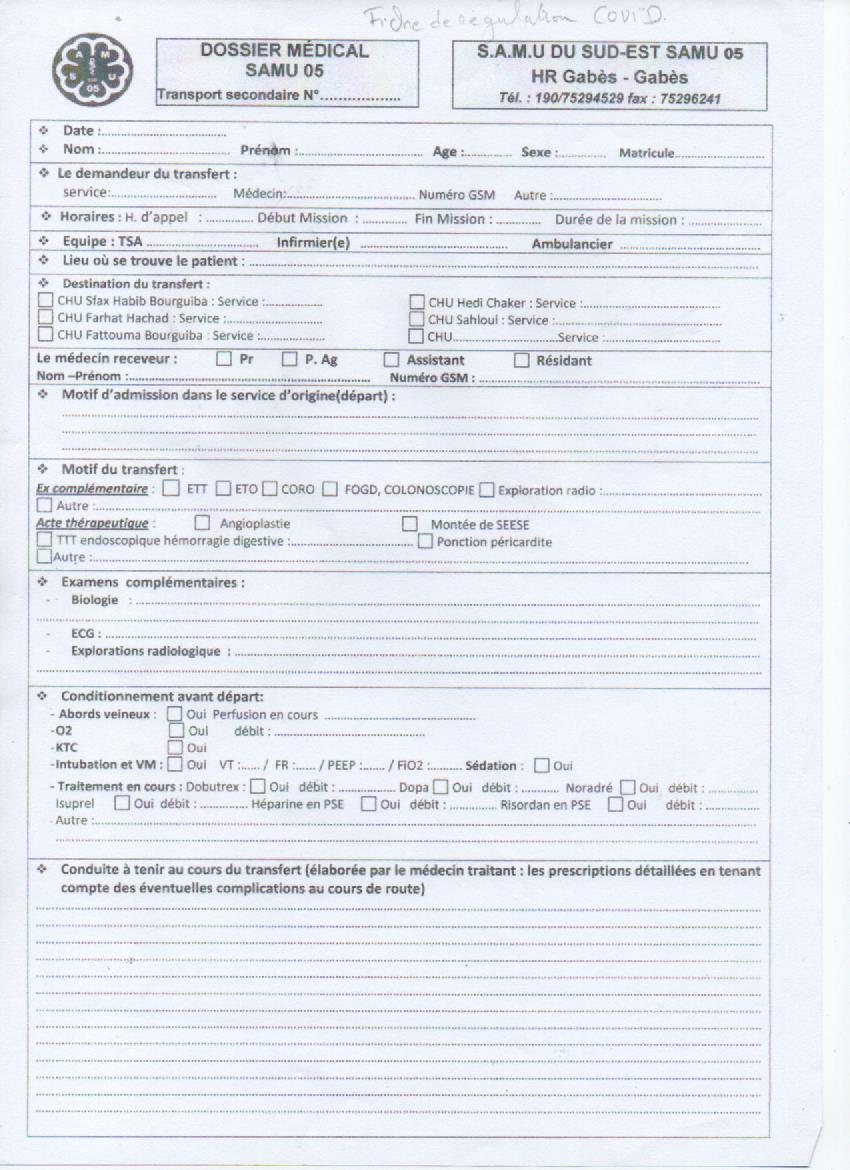 Fiche de régulation COVID.
DOSSIER MÉDICAL
SAMU 05
Transport secondaire N°..................
S.A.M.U DU SUD-EST SAMU 05
HR Gabès - Gabès
Tél. : 190/75294529 fax : 75296241
S A M U
05
❖ Date :................................
❖ Nom :................................ Prénom :................................ Age :............ Sexe :............ Matricule......................
❖ Le demandeur du transfert :
service:.......................... Médecin:................................ Numéro GSM Autre :..........................
❖ Horaires : H. d'appel : ............ Début Mission : ........... Fin Mission : ........... Durée de la mission : ..................
❖ Equipe : TSA ............................ Infirmier(e) ..................................... Ambulancier ....................................
❖ Lieu où se trouve le patient : ........................................................................
❖ Destination du transfert :
☐ CHU Sfax Habib Bourguiba : Service :............... ☐ CHU Hedi Chaker : Service :..................................
☐ CHU Farhat Hachad : Service :......................... ☐ CHU Sahloul : Service : ........................................
☐ CHU Fattouma Bourguiba : Service :................ ☐ CHU..........................Service :..............................
Le médecin receveur : ☐ Pr ☐ P. Ag ☐ Assistant ☐ Résidant
Nom –Prénom :............................................................ Numéro GSM : ......................................................
❖ Motif d'admission dans le service d'origine(départ) :
❖ Motif du transfert :
Ex complémentaire : ☐ ETT ☐ ETO ☐ CORO ☐ FOGD, COLONOSCOPIE ☐ Exploration radio :..............................
☐ Autre :........................................................................
Acte thérapeutique : ☐ Angioplastie ☐ Montée de SEESE
☐ TTT endoscopique hémorragie digestive :.............................. ☐ Ponction péricardite
☐ Autre :........................................................................
❖ Examens complémentaires :
- Biologie : ........................................................................
- ECG : ........................................................................
- Explorations radiologique : ........................................................................
❖ Conditionnement avant départ:
- Abords veineux : ☐ Oui Perfusion en cours ..........................................
-O2 ☐ Oui débit : ..........................................
-KTC ☐ Oui
-Intubation et VM : ☐ Oui VT :...... / FR :...... / PEEP :...... / FiO2 :......... Sédation : ☐ Oui
- Traitement en cours : Dobutrex : ☐ Oui débit : ............... Dopa ☐ Oui débit : .......... Noradré ☐ Oui débit : .............
Isuprel ☐ Oui débit : ............ Héparine en PSE ☐ Oui débit : ............ Risordan en PSE ☐ Oui débit : .............
- Autre :........................................................................
❖ Conduite à tenir au cours du transfert (élaborée par le médecin traitant : les prescriptions détaillées en tenant
compte des éventuelles complications au cours de route)